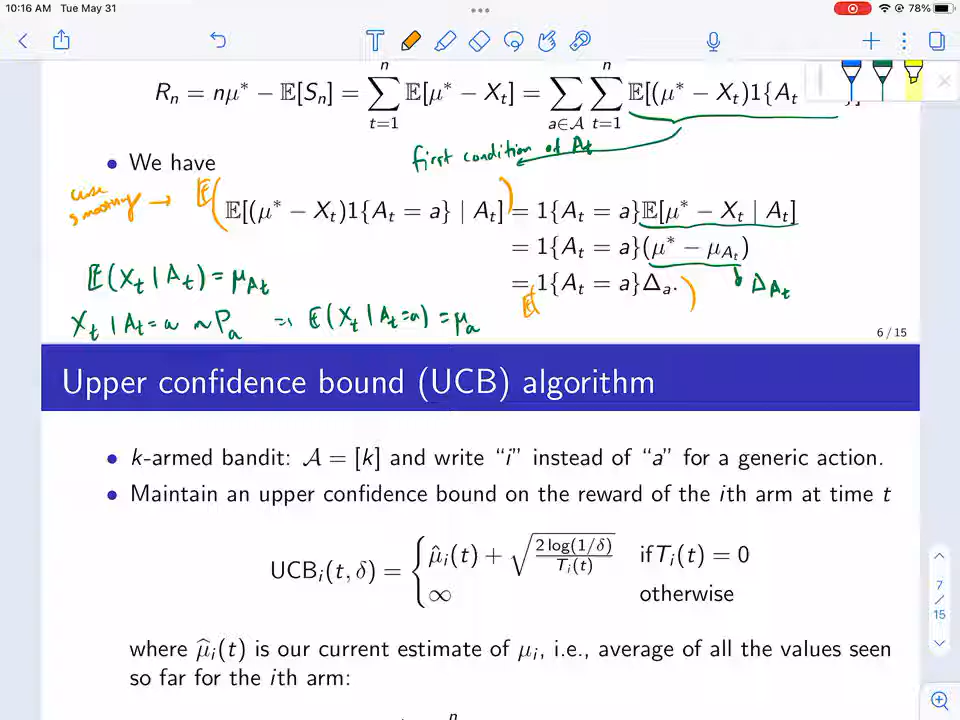 10:16 AM Tue May 31
78%
n n
R_n = nμ* − 𝔼[S_n] = ∑_{t=1} 𝔼[μ* − X_t] = ∑_{a∈𝒜} ∑_{t=1} 𝔼[(μ* − X_t)1{A_t
first condition of A_t
• We have
use
smoothing → 𝔼( 𝔼[(μ* − X_t)1{A_t = a} | A_t] ) = 1{A_t = a}𝔼[μ* − X_t | A_t]
= 1{A_t = a}(μ* − μ_{A_t})
𝔼(X_t | A_t) = μ_{A_t}
= 𝔼( 1{A_t = a}Δ_a. ) Δ_{A_t}
X_t | A_t = a ~ P_a ⇒ 𝔼(X_t | A_t = a) = μ_a
6 / 15
Upper confidence bound (UCB) algorithm
• k-armed bandit: 𝒜 = [k] and write “i” instead of “a” for a generic action.
• Maintain an upper confidence bound on the reward of the ith arm at time t
UCB_i(t, δ) = { μ̂_i(t) + √(2 log(1/δ) / T_i(t)) ifT_i(t) = 0
∞ otherwise
7
/
15
where μ̂_i(t) is our current estimate of μ_i, i.e., average of all the values seen
so far for the ith arm:
n